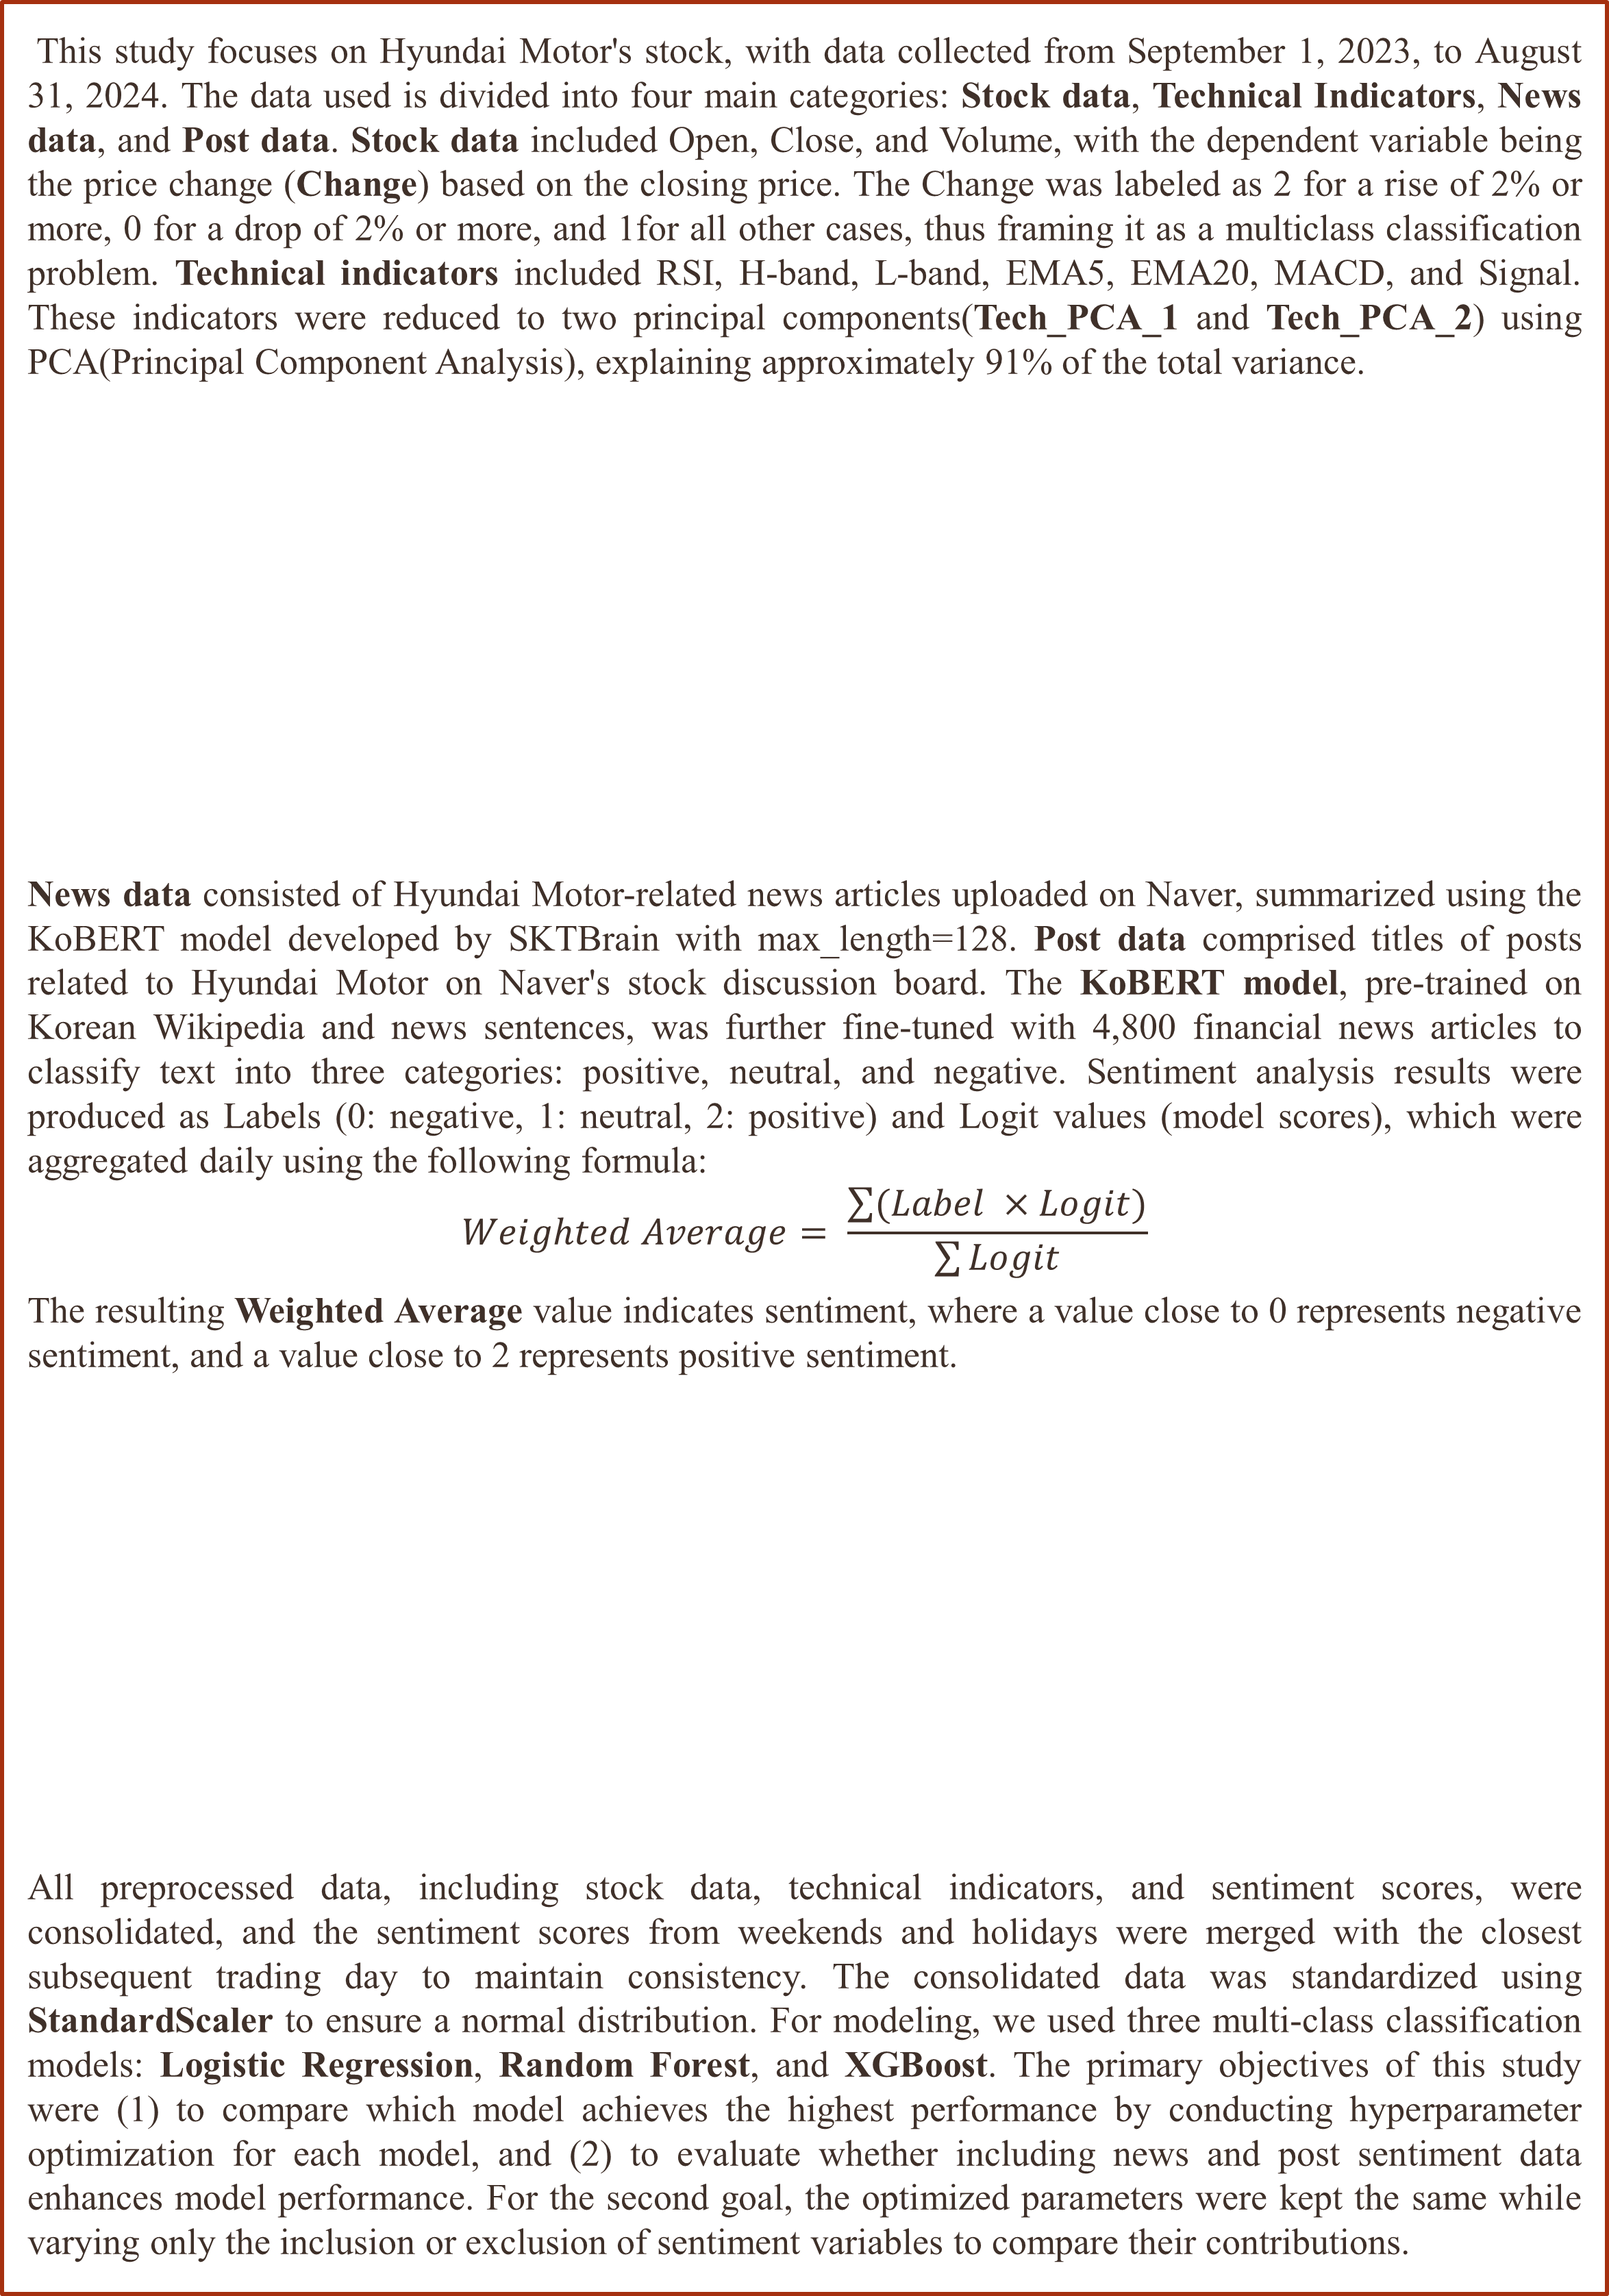 This study focuses on Hyundai Motor's stock, with data collected from September 1, 2023, to August
31, 2024. The data used is divided into four main categories: Stock data, Technical Indicators, News
data, and Post data. Stock data included Open, Close, and Volume, with the dependent variable being
the price change (Change) based on the closing price. The Change was labeled as 2 for a rise of 2% or
more, 0 for a drop of 2% or more, and 1for all other cases, thus framing it as a multiclass classification
problem. Technical indicators included RSI, H-band, L-band, EMA5, EMA20, MACD, and Signal.
These indicators were reduced to two principal components(Tech_PCA_1 and Tech_PCA_2) using
PCA(Principal Component Analysis), explaining approximately 91% of the total variance.
News data consisted of Hyundai Motor-related news articles uploaded on Naver, summarized using the
KoBERT model developed by SKTBrain with max_length=128. Post data comprised titles of posts
related to Hyundai Motor on Naver's stock discussion board. The KoBERT model, pre-trained on
Korean Wikipedia and news sentences, was further fine-tuned with 4,800 financial news articles to
classify text into three categories: positive, neutral, and negative. Sentiment analysis results were
produced as Labels (0: negative, 1: neutral, 2: positive) and Logit values (model scores), which were
aggregated daily using the following formula:
Weighted Average = ∑(Label × Logit) / ∑ Logit
The resulting Weighted Average value indicates sentiment, where a value close to 0 represents negative
sentiment, and a value close to 2 represents positive sentiment.
All preprocessed data, including stock data, technical indicators, and sentiment scores, were
consolidated, and the sentiment scores from weekends and holidays were merged with the closest
subsequent trading day to maintain consistency. The consolidated data was standardized using
StandardScaler to ensure a normal distribution. For modeling, we used three multi-class classification
models: Logistic Regression, Random Forest, and XGBoost. The primary objectives of this study
were (1) to compare which model achieves the highest performance by conducting hyperparameter
optimization for each model, and (2) to evaluate whether including news and post sentiment data
enhances model performance. For the second goal, the optimized parameters were kept the same while
varying only the inclusion or exclusion of sentiment variables to compare their contributions.